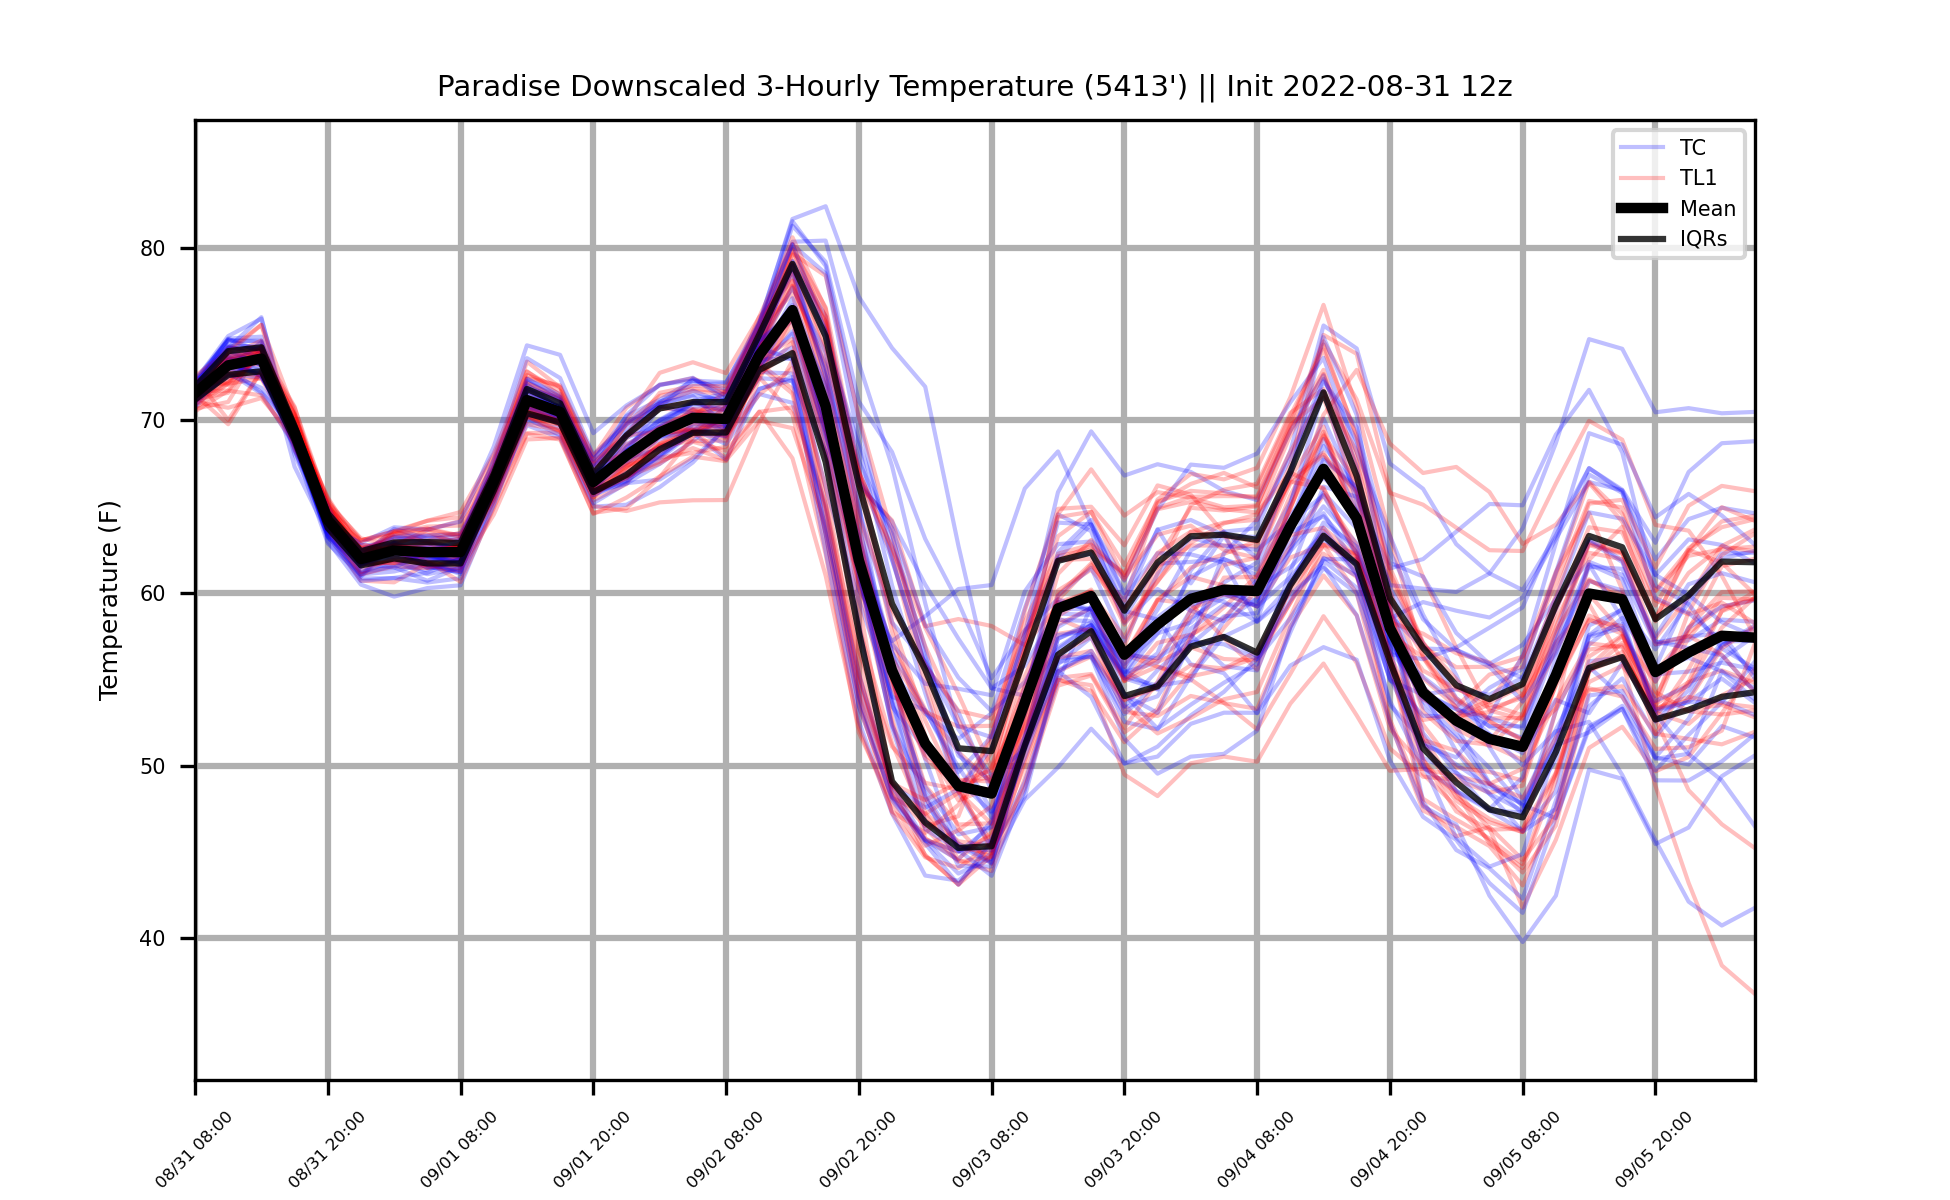 Paradise Downscaled 3-Hourly Temperature (5413') || Init 2022-08-31 12z
TC
TL1
Mean
IQRs
Temperature (F)
80
70
60
50
40
08/31 08:00
08/31 20:00
09/01 08:00
09/01 20:00
09/02 08:00
09/02 20:00
09/03 08:00
09/03 20:00
09/04 08:00
09/04 20:00
09/05 08:00
09/05 20:00